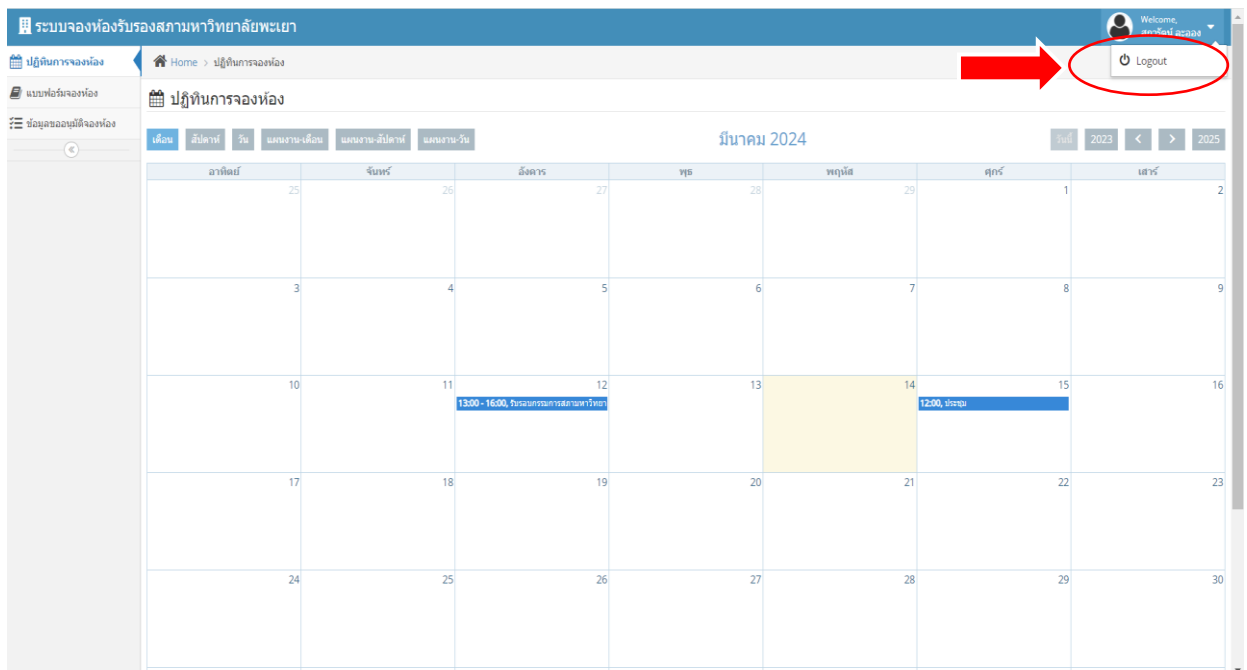 ระบบจองห้องรับรองสภามหาวิทยาลัยพะเยา
Welcome,
Logout
ปฏิทินการจองห้อง
แบบฟอร์มจองห้อง
ข้อมูลขออนุมัติจองห้อง
Home > ปฏิทินการจองห้อง
ปฏิทินการจองห้อง
เดือน สัปดาห์ วัน แผนงาน-เดือน แผนงาน-สัปดาห์ แผนงาน-วัน
มีนาคม 2024
วันนี้ 2023 < > 2025
อาทิตย์ จันทร์ อังคาร พุธ พฤหัส ศุกร์ เสาร์
25 26 27 28 29 1 2
3 4 5 6 7 8 9
10 11 12 13 14 15 16
13:00 - 16:00, รับรอบกรรมการสภามหาวิทยา
12:00, ประชุม
17 18 19 20 21 22 23
24 25 26 27 28 29 30